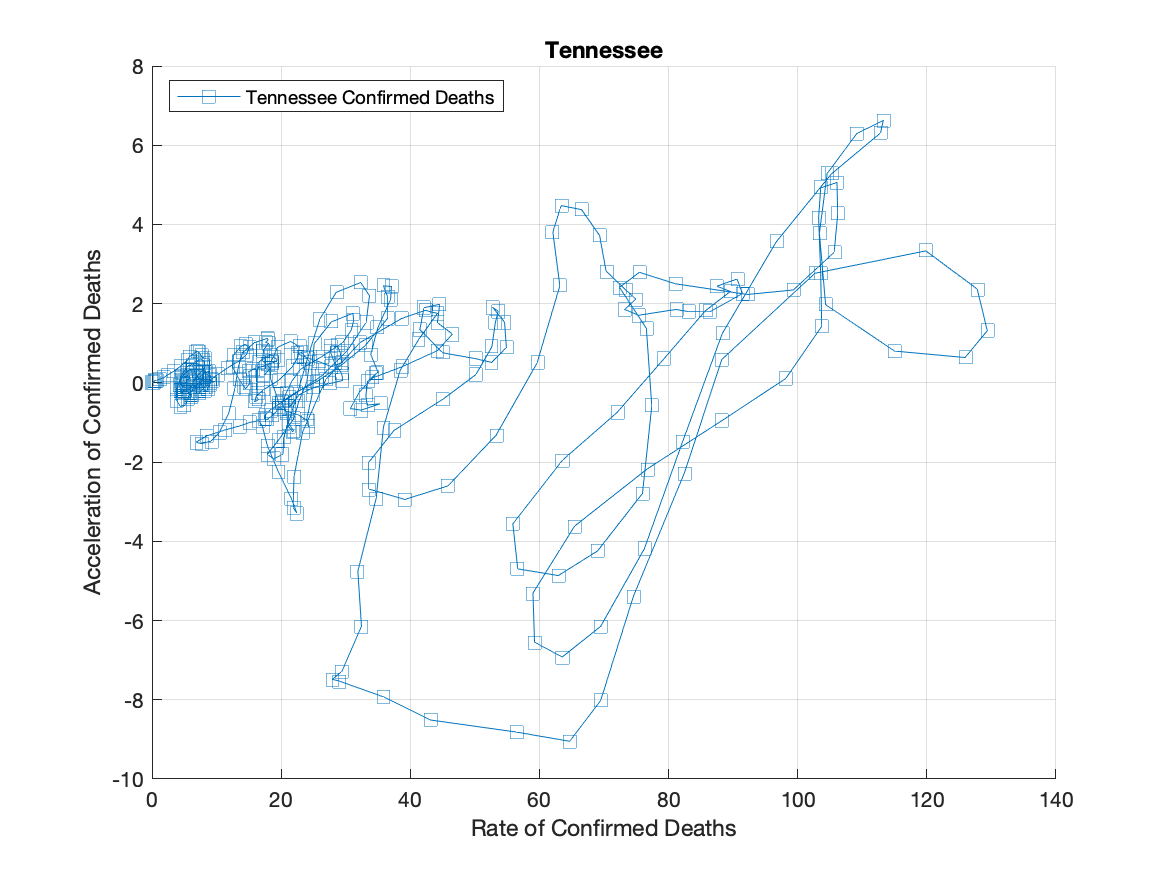 Tennessee
Tennessee Confirmed Deaths
8
6
4
2
0
-2
-4
-6
-8
-10
Acceleration of Confirmed Deaths
0 20 40 60 80 100 120 140
Rate of Confirmed Deaths